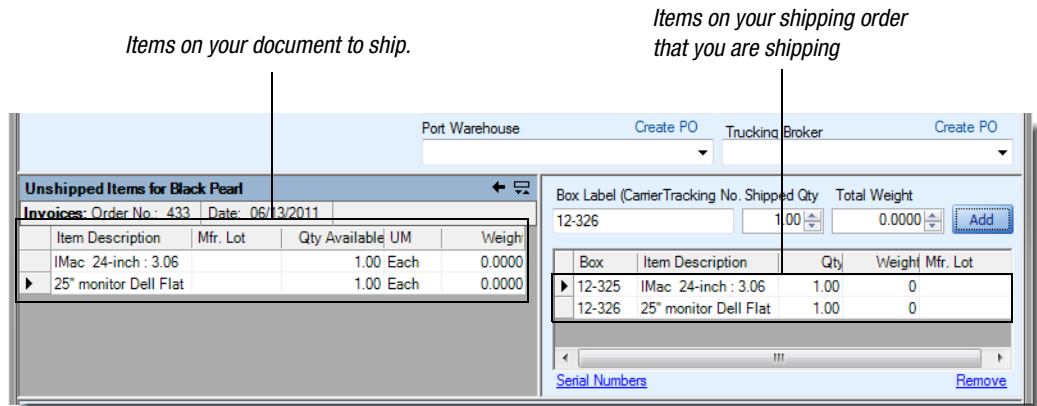 Items on your document to ship.
Items on your shipping order
that you are shipping
Port Warehouse Create PO Trucking Broker Create PO
Unshipped Items for Black Pearl
Invoices: Order No.: 433 Date: 06/13/2011
Item Description Mfr. Lot Qty Available UM Weigh
IMac 24-inch : 3.06 1.00 Each 0.0000
25" monitor Dell Flat 1.00 Each 0.0000
Box Label (CarrierTracking No. Shipped Qty Total Weight
12-326 1.00 0.0000 Add
Box Item Description Qty Weight Mfr. Lot
12-325 IMac 24-inch : 3.06 1.00 0
12-326 25" monitor Dell Flat 1.00 0
Serial Numbers Remove